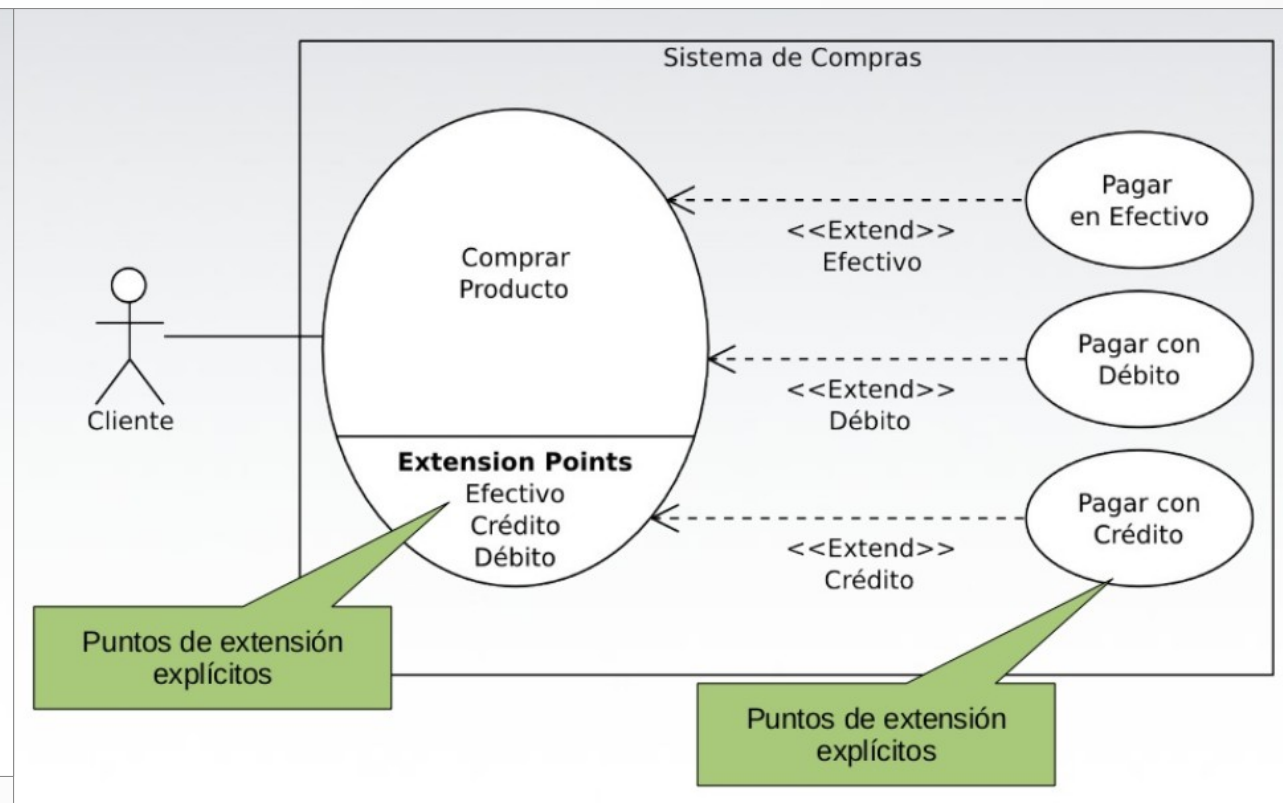 Sistema de Compras
Pagar
en Efectivo
<<Extend>>
Efectivo
Comprar
Producto
Pagar con
Débito
<<Extend>>
Débito
Cliente
Extension Points
Efectivo
Crédito
Débito
Pagar con
Crédito
<<Extend>>
Crédito
Puntos de extensión
explícitos
Puntos de extensión
explícitos